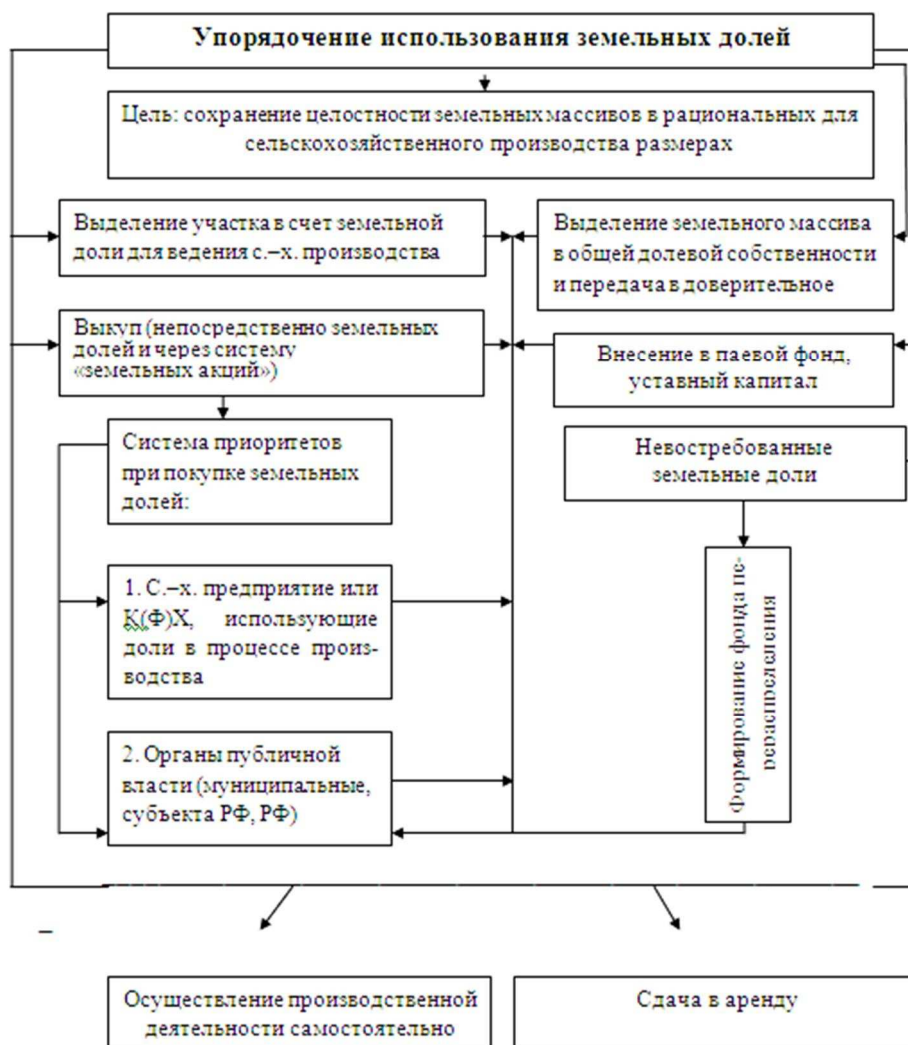 Упорядочение использования земельных долей
Цель: сохранение целостности земельных массивов в рациональных для
сельскохозяйственного производства размерах
Выделение участка в счет земельной
доли для ведения с.–х. производства
Выделение земельного массива
в общей долевой собственности
и передача в доверительное
Выкуп (непосредственно земельных
долей и через систему
«земельных акций»)
Внесение в паевой фонд,
уставный капитал
Система приоритетов
при покупке земельных
долей:
Невостребованные
земельные доли
1. С.–х. предприятие или
К(Ф)Х, использующие
доли в процессе произ-
водства
Формирование фонда пе-
рераспределения
2. Органы публичной
власти (муниципальные,
субъекта РФ, РФ)
Осуществление производственной
деятельности самостоятельно
Сдача в аренду